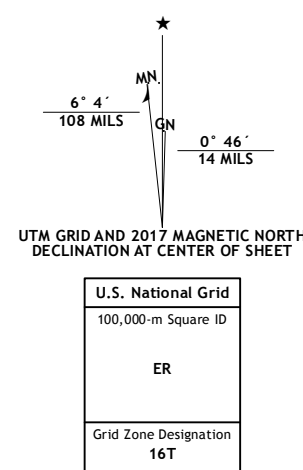 ★
MN.
6° 4´
108 MILS
GN
0° 46´
14 MILS
UTM GRID AND 2017 MAGNETIC NORTH
DECLINATION AT CENTER OF SHEET
U.S. National Grid
100,000-m Square ID
ER
Grid Zone Designation
16T